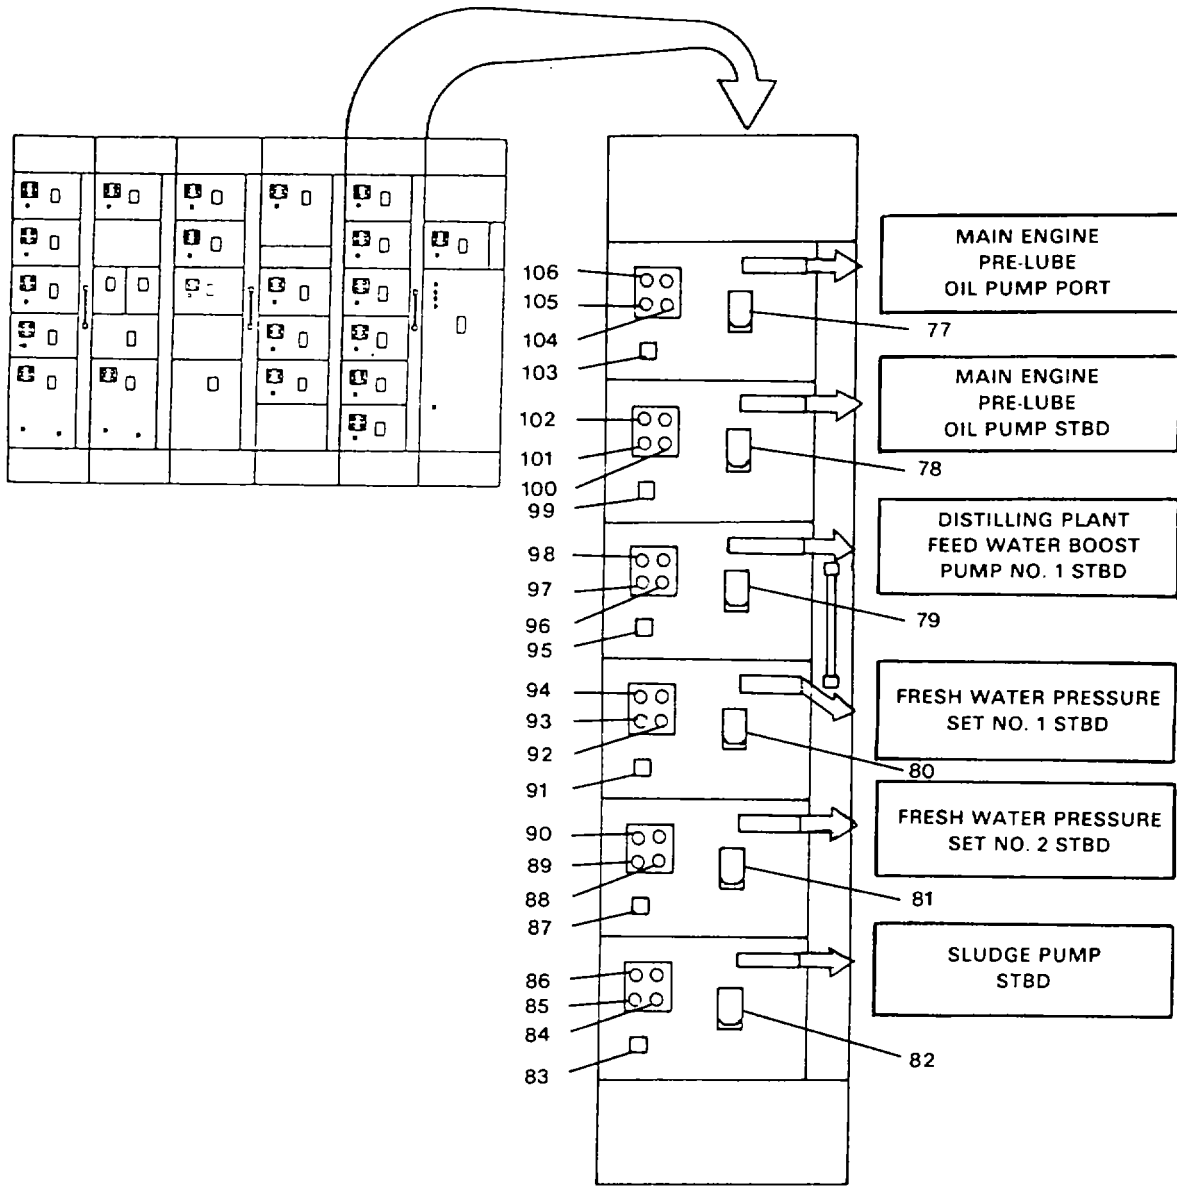 MAIN ENGINE
PRE-LUBE
OIL PUMP PORT
106
105
104
103
77
MAIN ENGINE
PRE-LUBE
OIL PUMP STBD
102
101
100
99
78
DISTILLING PLANT
FEED WATER BOOST
PUMP NO. 1 STBD
98
97
96
95
79
FRESH WATER PRESSURE
SET NO. 1 STBD
94
93
92
91
80
FRESH WATER PRESSURE
SET NO. 2 STBD
90
89
88
87
81
SLUDGE PUMP
STBD
86
85
84
83
82